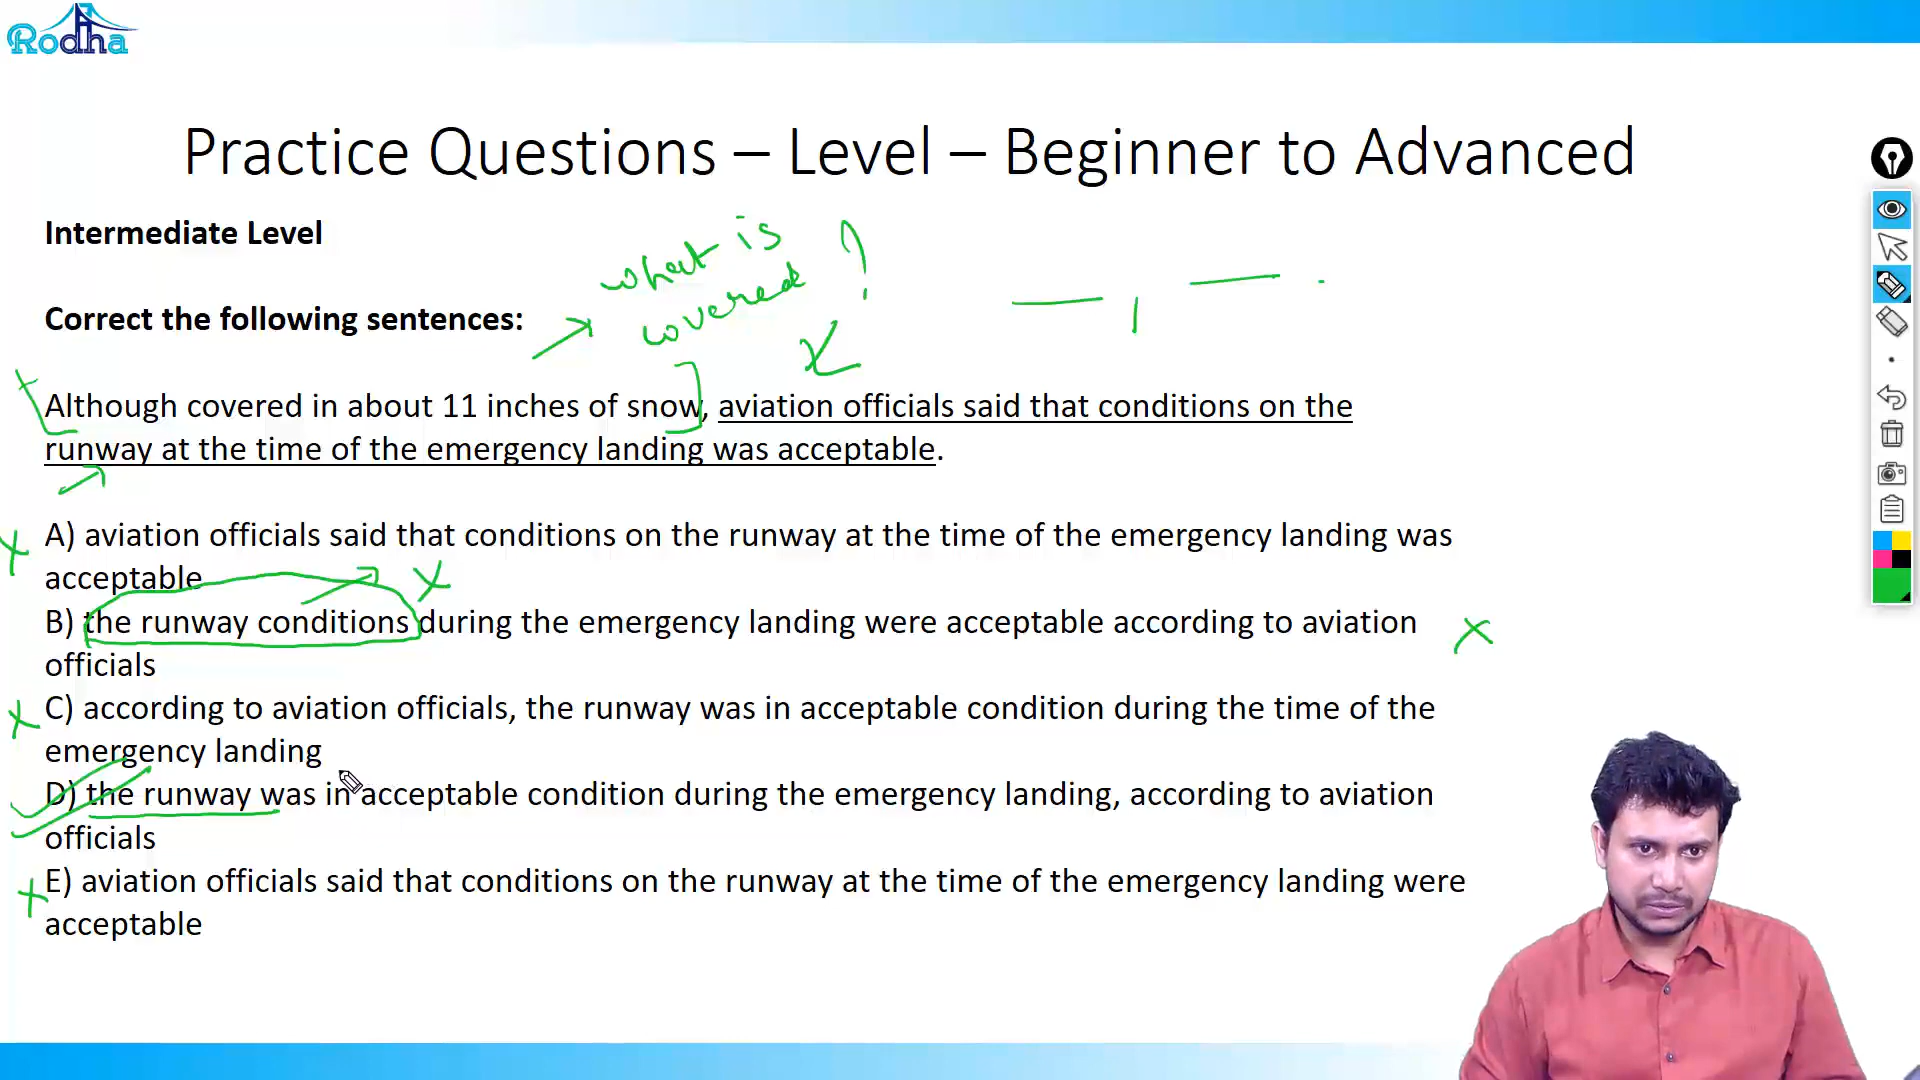 Rodha
Practice Questions – Level – Beginner to Advanced
Intermediate Level
what is
covered ?
Correct the following sentences:
Although covered in about 11 inches of snow, aviation officials said that conditions on the
runway at the time of the emergency landing was acceptable.
A) aviation officials said that conditions on the runway at the time of the emergency landing was
acceptable
B) the runway conditions during the emergency landing were acceptable according to aviation
officials
C) according to aviation officials, the runway was in acceptable condition during the time of the
emergency landing
D) the runway was in acceptable condition during the emergency landing, according to aviation
officials
E) aviation officials said that conditions on the runway at the time of the emergency landing were
acceptable